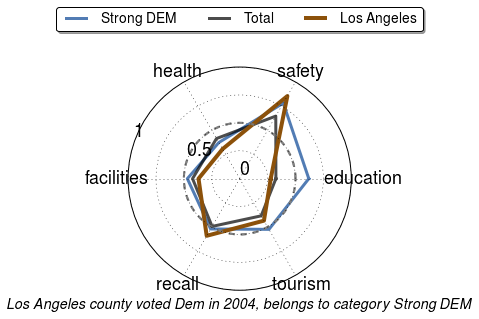 Strong DEM Total Los Angeles
health safety
1
0.5
0
facilities education
recall tourism
Los Angeles county voted Dem in 2004, belongs to category Strong DEM